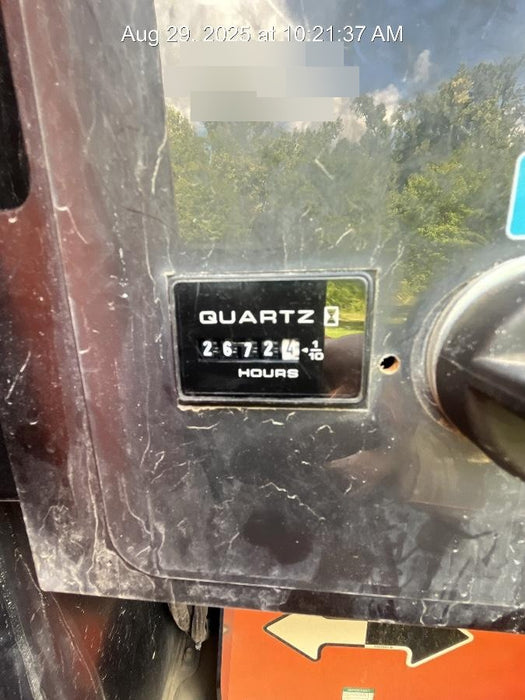 Aug 29, 2025 at 10:21:37 AM
QUARTZ
2 6 7 2 4 1/10
HOURS